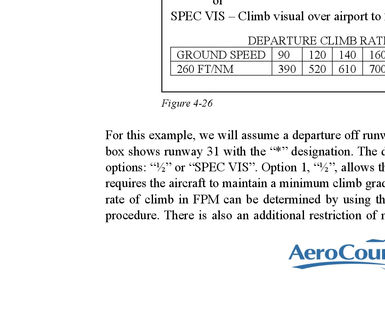 or
SPEC VIS – Climb visual over airport to
DEPARTURE CLIMB RAT
GROUND SPEED 90 120 140 160
260 FT/NM 390 520 610 700
Figure 4-26
For this example, we will assume a departure off runw
box shows runway 31 with the “*” designation. The d
options: “½” or “SPEC VIS”. Option 1, “½”, allows th
requires the aircraft to maintain a minimum climb grad
rate of climb in FPM can be determined by using th
procedure. There is also an additional restriction of
AeroCour